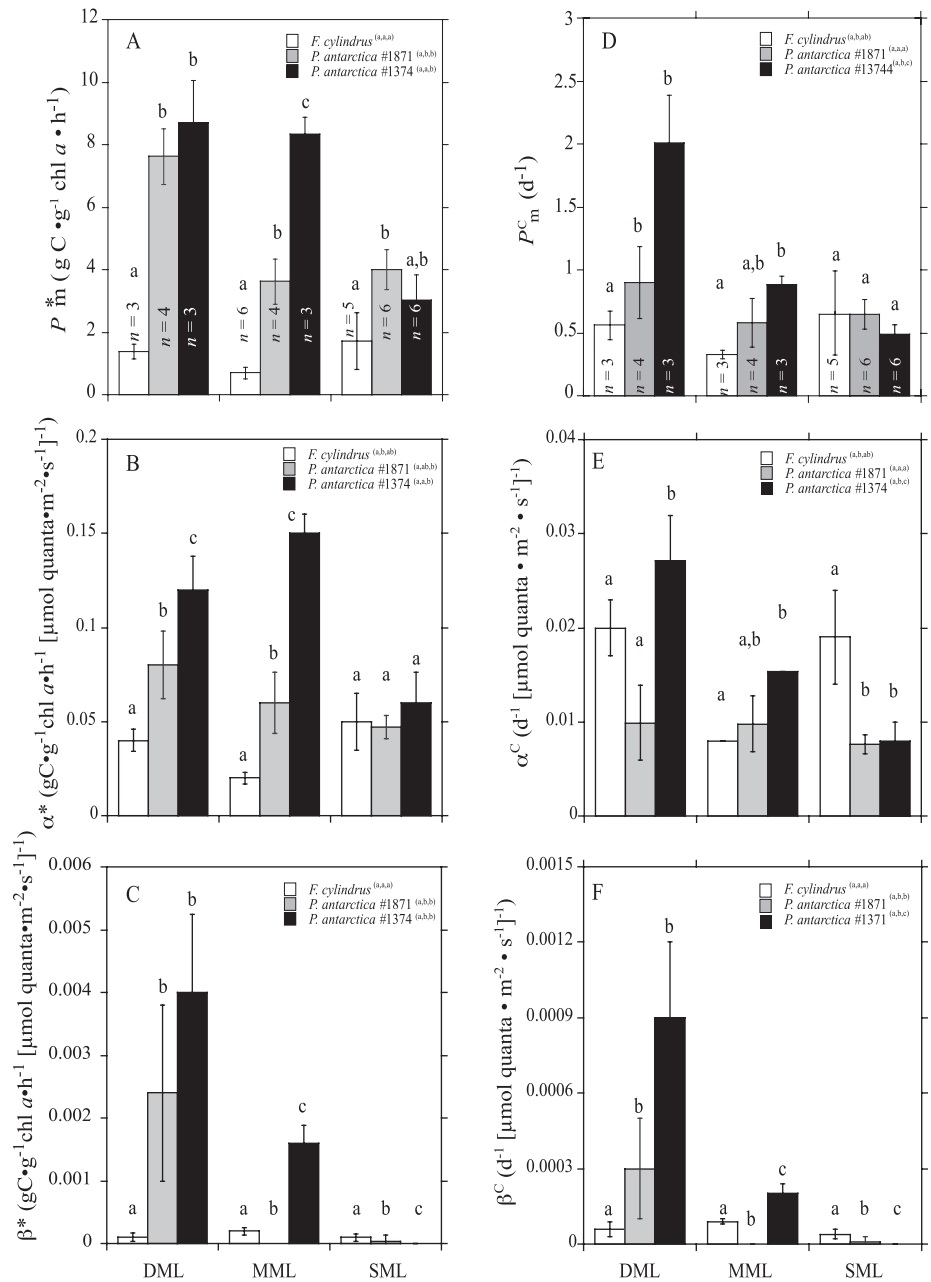 A
F. cylindrus (a,a,a)
P. antarctica #1871 (a,b,b)
P. antarctica #1374 (a,a,b)
P*m (g C •g-1 chl a • h-1)
12
10
8
6
4
2
0
a b b
a b c
a b a,b
n = 3 n = 4 n = 3
n = 6 n = 4 n = 3
n = 5 n = 6 n = 6
D
F. cylindrus (a,b,ab)
P. antarctica #1871 (a,a,a)
P. antarctica #13744 (a,b,c)
PCm (d-1)
3
2.5
2
1.5
1
0.5
0
a b b
a a,b b
a a a
n = 3 n = 4 n = 3
n = 3 n = 4 n = 3
n = 5 n = 6 n = 6
B
F. cylindrus (a,b,ab)
P. antarctica #1871 (a,ab,b)
P. antarctica #1374 (a,a,b)
α* (gC•g-1chl a•h-1 [µmol quanta•m-2•s-1]-1)
0.2
0.15
0.1
0.05
0
a b c
a b c
a a a
E
F. cylindrus (a,b,ab)
P. antarctica #1871 (a,a,a)
P. antarctica #1374 (a,b,c)
αC (d-1 [µmol quanta • m-2 • s-1]-1)
0.04
0.03
0.02
0.01
0
a a b
a a,b b
a b b
C
F. cylindrus (a,a,a)
P. antarctica #1871 (a,b,b)
P. antarctica #1374 (a,b,b)
β* (gC•g-1chl a•h-1 [µmol quanta•m-2•s-1]-1)
0.006
0.005
0.004
0.003
0.002
0.001
0
a b b
a b c
a b c
DML MML SML
F
F. cylindrus (a,a,a)
P. antarctica #1871 (a,b,b)
P. antarctica #1371 (a,b,c)
βC (d-1 [µmol quanta • m-2 • s-1]-1)
0.0015
0.0012
0.0009
0.0006
0.0003
0
a b b
a b c
a b c
DML MML SML